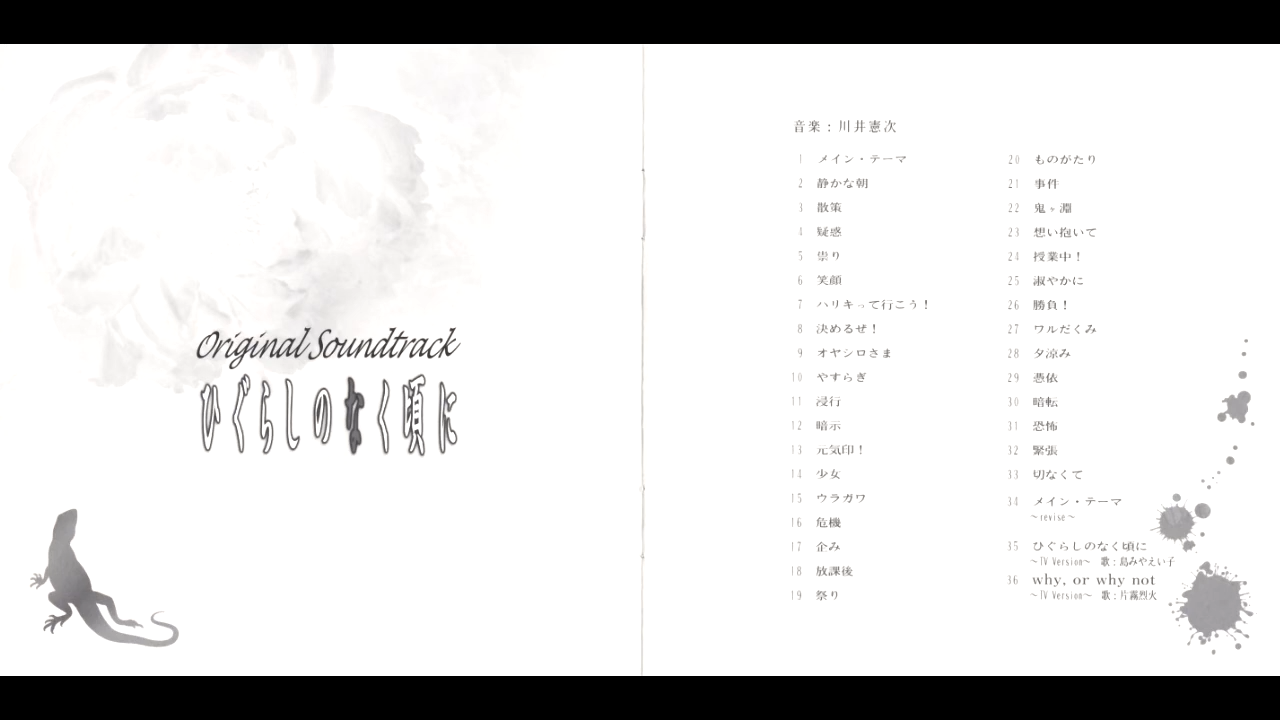 Original Soundtrack
ひぐらしのなく頃に
音楽：川井憲次
1 メイン・テーマ
2 静かな朝
3 散策
4 疑惑
5 祟り
6 笑顔
7 ハリキって行こう！
8 決めるぜ！
9 オヤシロさま
10 やすらぎ
11 浸行
12 暗示
13 元気印！
14 少女
15 ウラガワ
16 危機
17 企み
18 放課後
19 祭り
20 ものがたり
21 事件
22 鬼ヶ淵
23 想い抱いて
24 授業中！
25 淑やかに
26 勝負！
27 ワルだくみ
28 夕涼み
29 憑依
30 暗転
31 恐怖
32 緊張
33 切なくて
34 メイン・テーマ
～revise～
35 ひぐらしのなく頃に
～TV Version～ 歌：島みやえい子
36 why, or why not
～TV Version～ 歌：片霧烈火